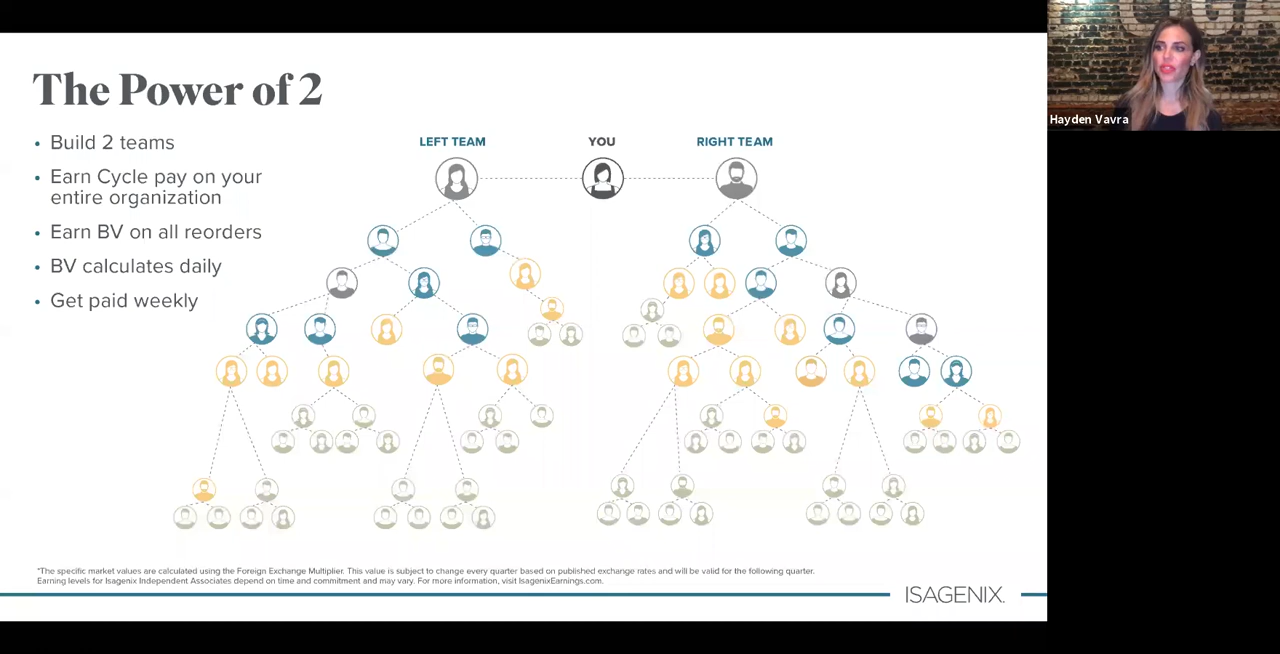 The Power of 2
• Build 2 teams
• Earn Cycle pay on your
entire organization
• Earn BV on all reorders
• BV calculates daily
• Get paid weekly
LEFT TEAM
YOU
RIGHT TEAM
*The specific market values are calculated using the Foreign Exchange Multiplier. This value is subject to change every quarter based on published exchange rates and will be valid for the following quarter.
Earning levels for Isagenix Independent Associates depend on time and commitment and may vary. For more information, visit IsagenixEarnings.com.
ISAGENIX.
Hayden Vavra